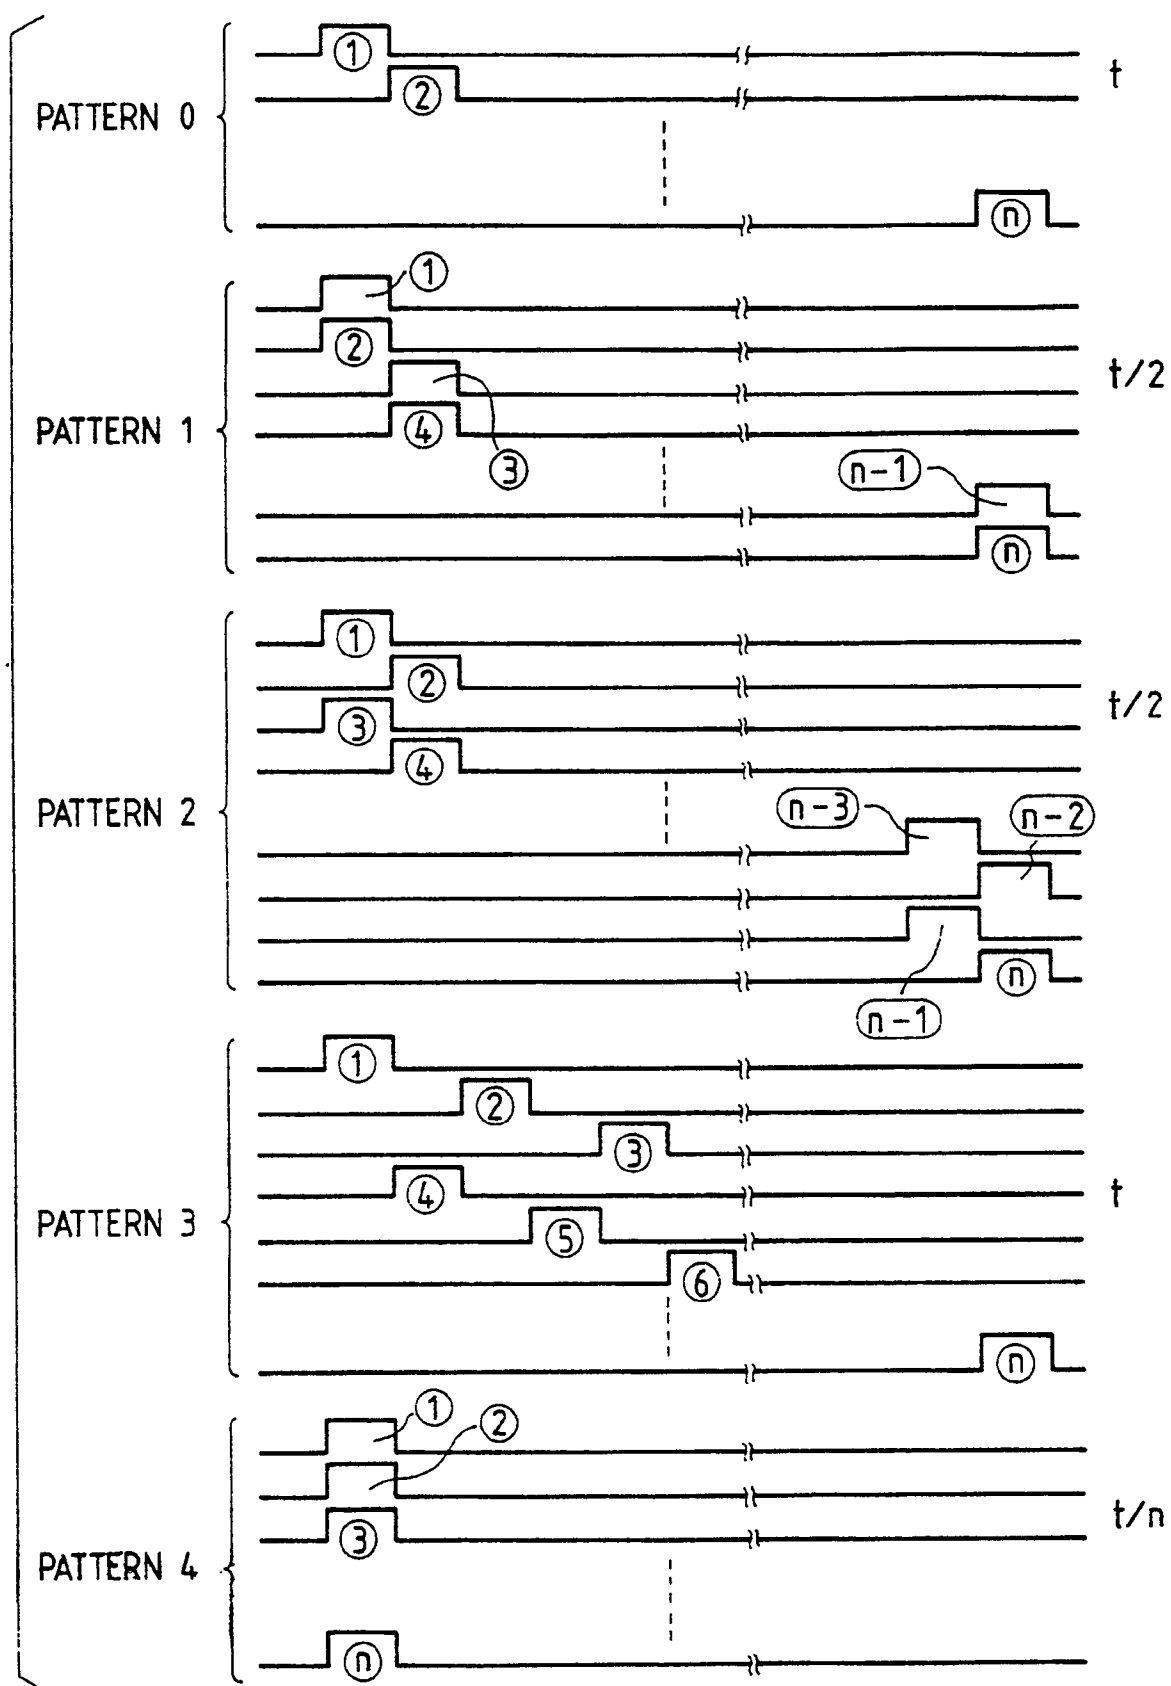 ①
t
②
PATTERN 0
ⓝ
①
②
t/2
④
PATTERN 1
③
n-1
ⓝ
①
②
t/2
③
④
PATTERN 2
n-3
n-2
ⓝ
n-1
①
②
③
④
t
PATTERN 3
⑤
⑥
ⓝ
①
②
t/n
③
PATTERN 4
ⓝ